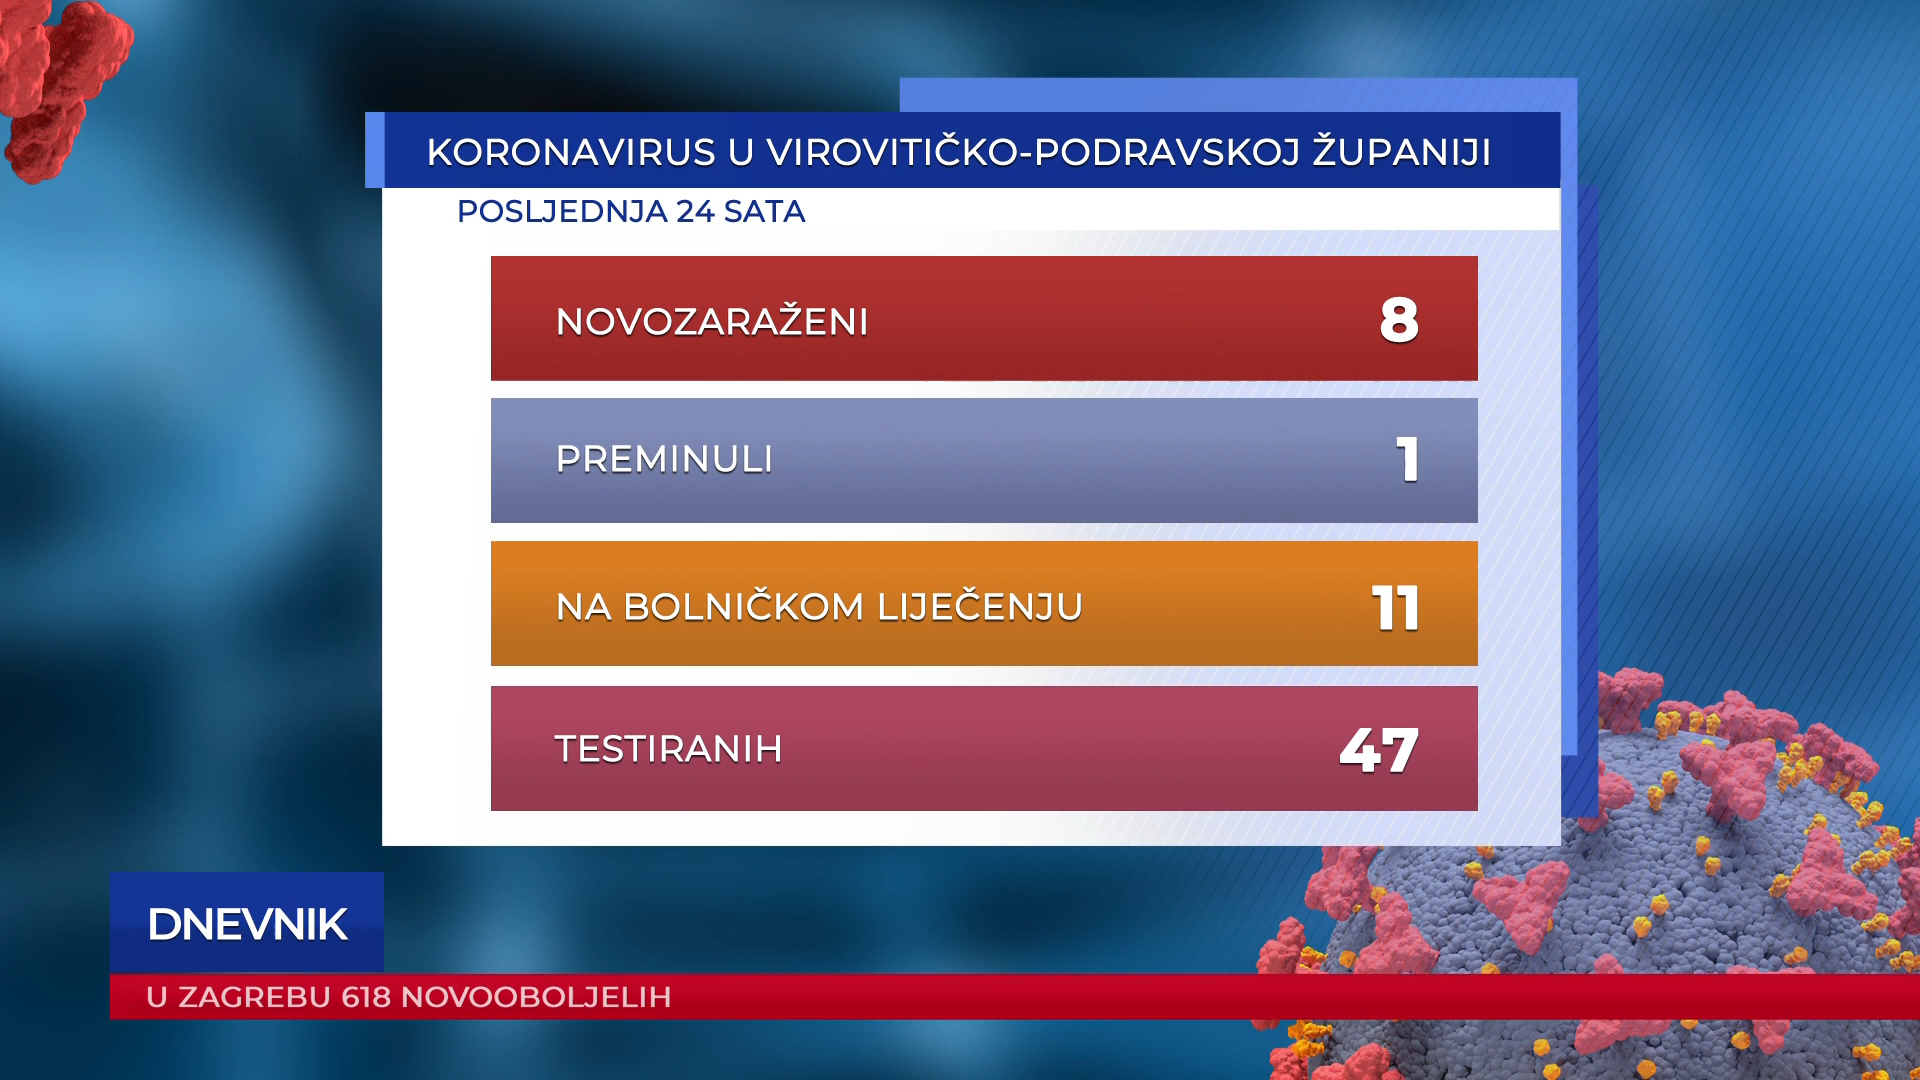 KORONAVIRUS U VIROVITIČKO-PODRAVSKOJ ŽUPANIJI
POSLJEDNJA 24 SATA
NOVOZARAŽENI 8
PREMINULI 1
NA BOLNIČKOM LIJEČENJU 11
TESTIRANIH 47
DNEVNIK
U ZAGREBU 618 NOVOOBOLJELIH